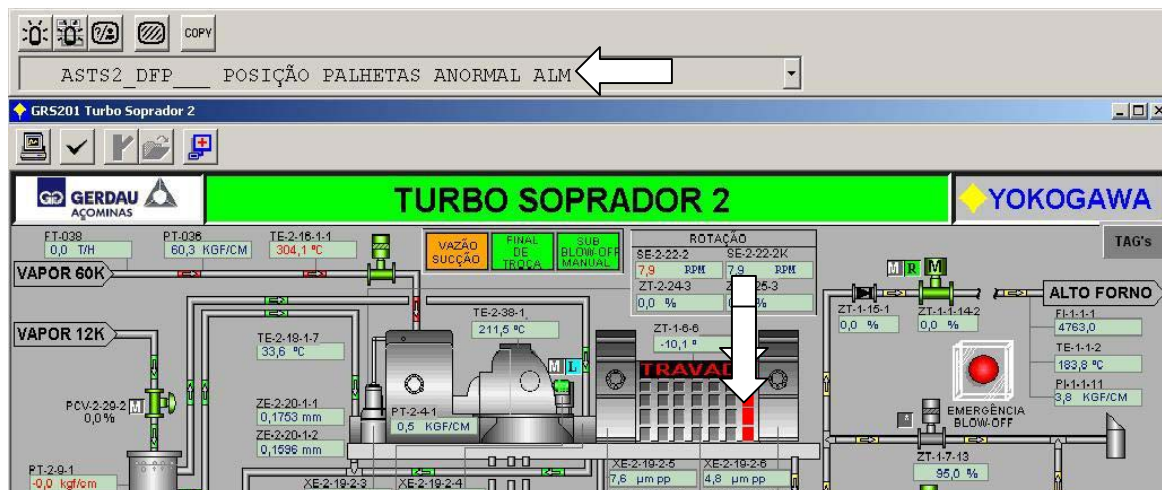 COPY
ASTS2_DFP___ POSIÇÃO PALHETAS ANORMAL ALM
GR5201 Turbo Soprador 2
GG GERDAU
AÇOMINAS
TURBO SOPRADOR 2
YOKOGAWA
TAG's
FT-038
0,0 T/H
PT-036
60,3 KGF/CM
TE-2-16-1-1
304,1 ºC
VAZÃO
SUCÇÃO
FINAL
DE
TROCA
SUB
BLOW-OFF
MANUAL
ROTAÇÃO
SE-2-22-2
7,9 RPM
SE-2-22-2K
7,9 RPM
ZT-2-24-3
0,0 %
VAPOR 60K
M R M
ALTO FORNO
ZT-1-15-1
0,0 %
ZT-1-1-14-2
0,0 %
FI-1-1-1
4763,0
TE-1-1-2
183,8 ºC
PI-1-1-11
3,8 KGF/CM
VAPOR 12K
TE-2-18-1-7
33,6 ºC
TE-2-38-1
211,5 ºC
ZT-1-6-6
-10,1 º
M L
PCV-2-29-2 M
0,0%
ZE-2-20-1-1
0,1753 mm
ZE-2-20-1-2
0,1596 mm
PT-2-4-1
0,5 KGF/CM
EMERGÊNCIA
BLOW-OFF
ZT-1-7-13
95,0 %
PT-2-9-1
-0,0 kgf/cm
XE-2-19-2-3
XE-2-19-2-4
XE-2-19-2-5
7,6 µm pp
XE-2-19-2-6
4,8 µm pp